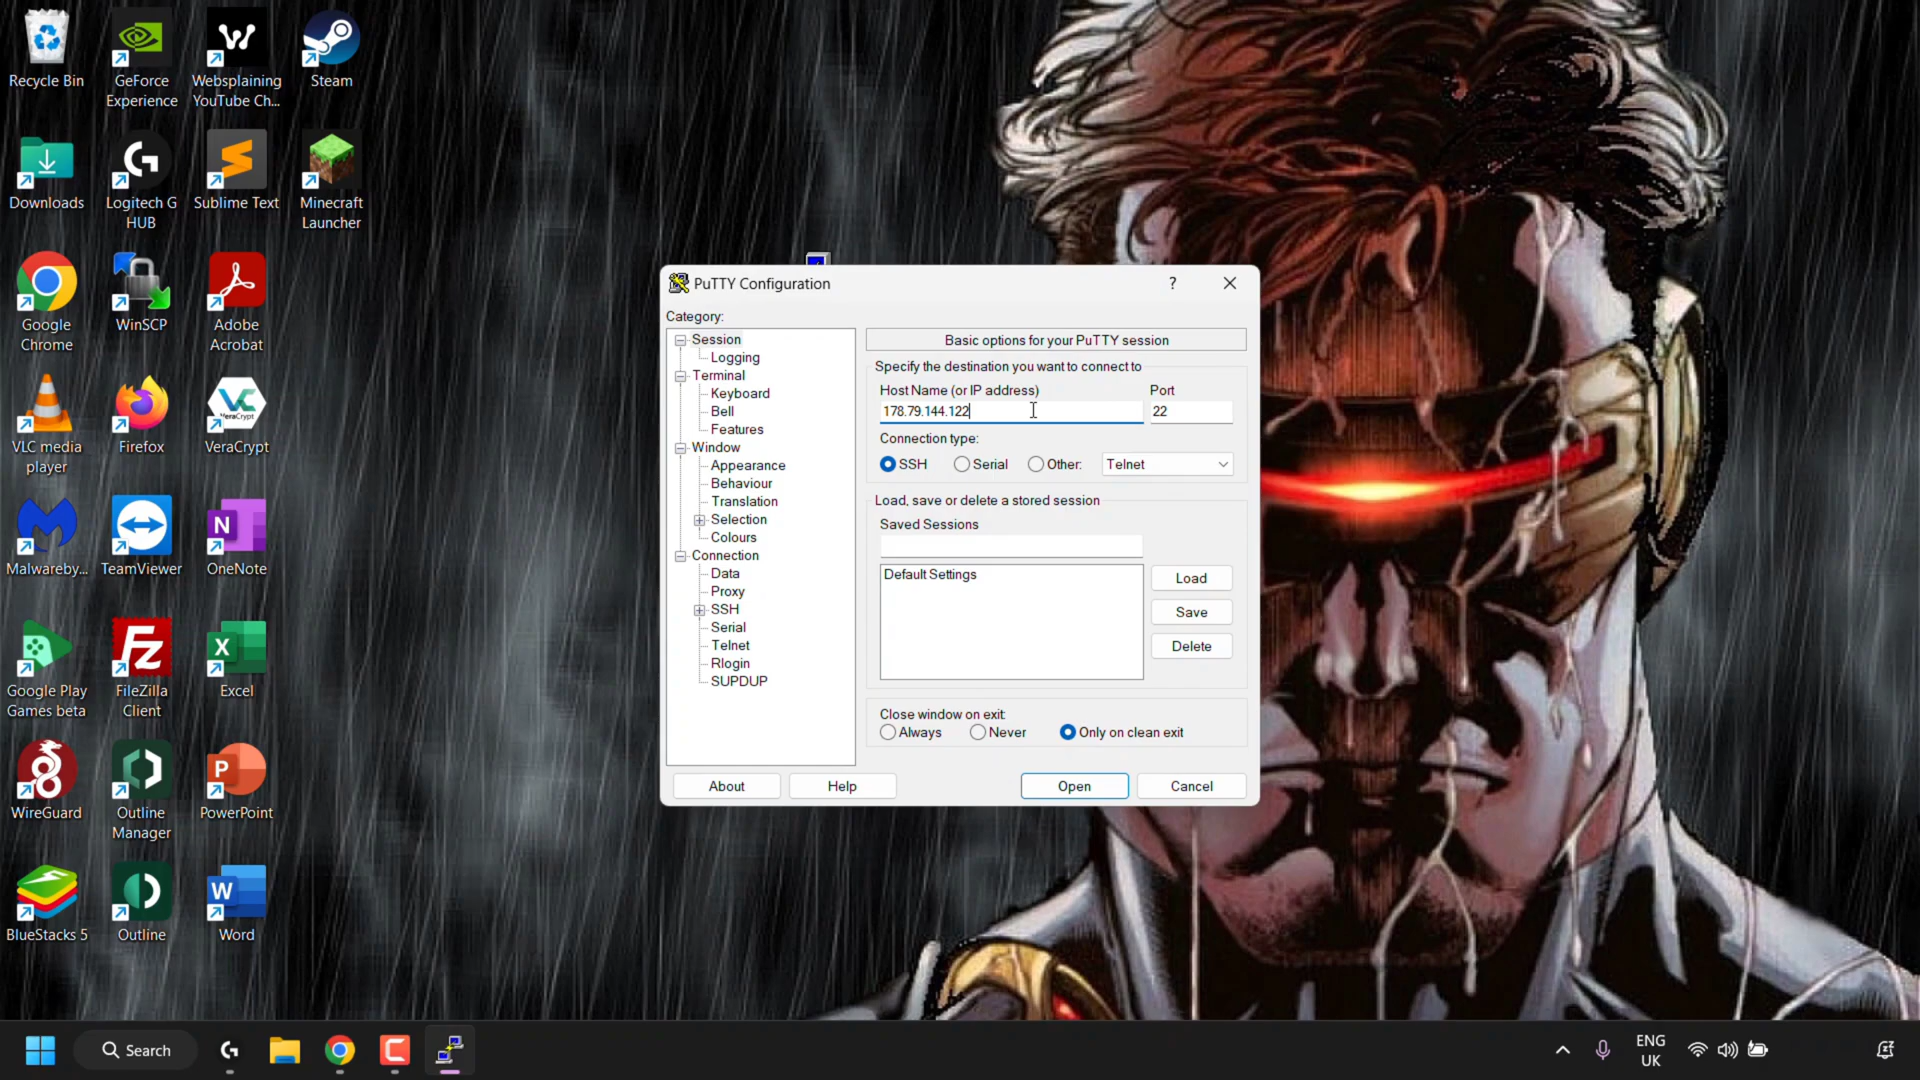 Recycle Bin
GeForce
Experience
Websplaining
YouTube Ch...
Steam
Downloads
Logitech G
HUB
Sublime Text
Minecraft
Launcher
Google
Chrome
WinSCP
Adobe
Acrobat
VLC media
player
Firefox
VeraCrypt
VeraCrypt
Malwareby...
TeamViewer
OneNote
Google Play
Games beta
FileZilla
Client
Excel
WireGuard
Outline
Manager
PowerPoint
BlueStacks 5
Outline
Word
PuTTY Configuration
?
Category:
Session
Logging
Terminal
Keyboard
Bell
Features
Window
Appearance
Behaviour
Translation
Selection
Colours
Connection
Data
Proxy
SSH
Serial
Telnet
Rlogin
SUPDUP
Basic options for your PuTTY session
Specify the destination you want to connect to
Host Name (or IP address)
Port
178.79.144.122
22
Connection type:
SSH
Serial
Other:
Telnet
Load, save or delete a stored session
Saved Sessions
Default Settings
Load
Save
Delete
Close window on exit:
Always
Never
Only on clean exit
About
Help
Open
Cancel
Search
ENG
UK